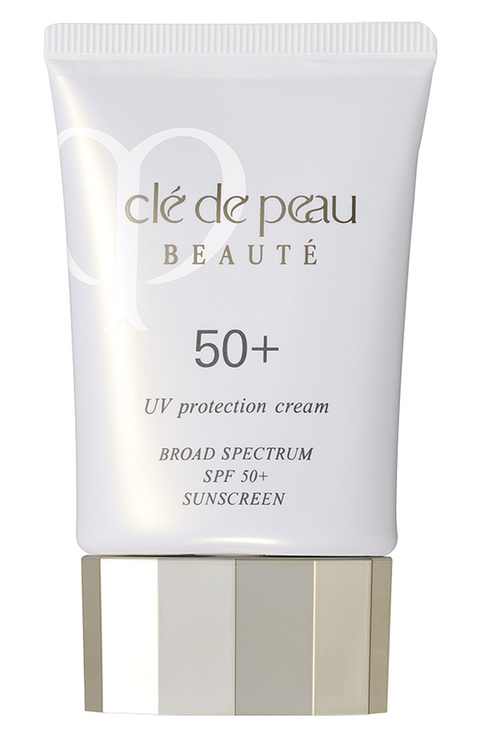 clé de peau
BEAUTÉ
50+
UV protection cream
BROAD SPECTRUM
SPF 50+
SUNSCREEN